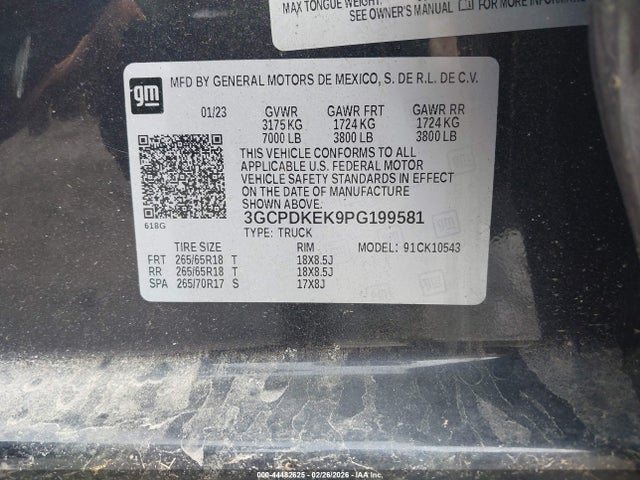 MAX TONGUE WEIGHT:
SEE OWNER'S MANUAL FOR MORE
gm
MFD BY GENERAL MOTORS DE MEXICO, S. DE R.L. DE C.V.
01/23 GVWR GAWR FRT GAWR RR
3175 KG 1724 KG 1724 KG
7000 LB 3800 LB 3800 LB
THIS VEHICLE CONFORMS TO ALL
APPLICABLE U.S. FEDERAL MOTOR
VEHICLE SAFETY STANDARDS IN EFFECT
ON THE DATE OF MANUFACTURE
SHOWN ABOVE.
618G
3GCPDKEK9PG199581
TYPE: TRUCK
TIRE SIZE RIM MODEL: 91CK10543
FRT 265/65R18 T 18X8.5J
RR 265/65R18 T 18X8.5J
SPA 265/70R17 S 17X8J
000-44482625 - 02/26/2026 - IAA Holdings, LLC